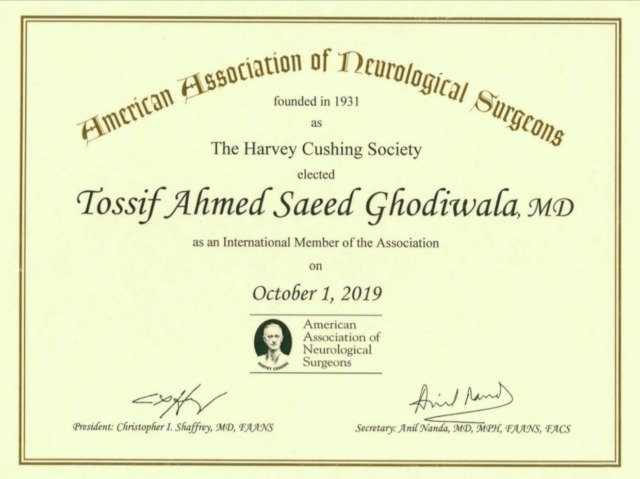 American Association of Neurological Surgeons
founded in 1931
as
The Harvey Cushing Society
elected
Tossif Ahmed Saeed Ghodiwala, MD
as an International Member of the Association
on
October 1, 2019
American
Association of
Neurological
Surgeons
HARVEY CUSHING
President: Christopher I. Shaffrey, MD, FAANS
Secretary: Anil Nanda, MD, MPH, FAANS, FACS